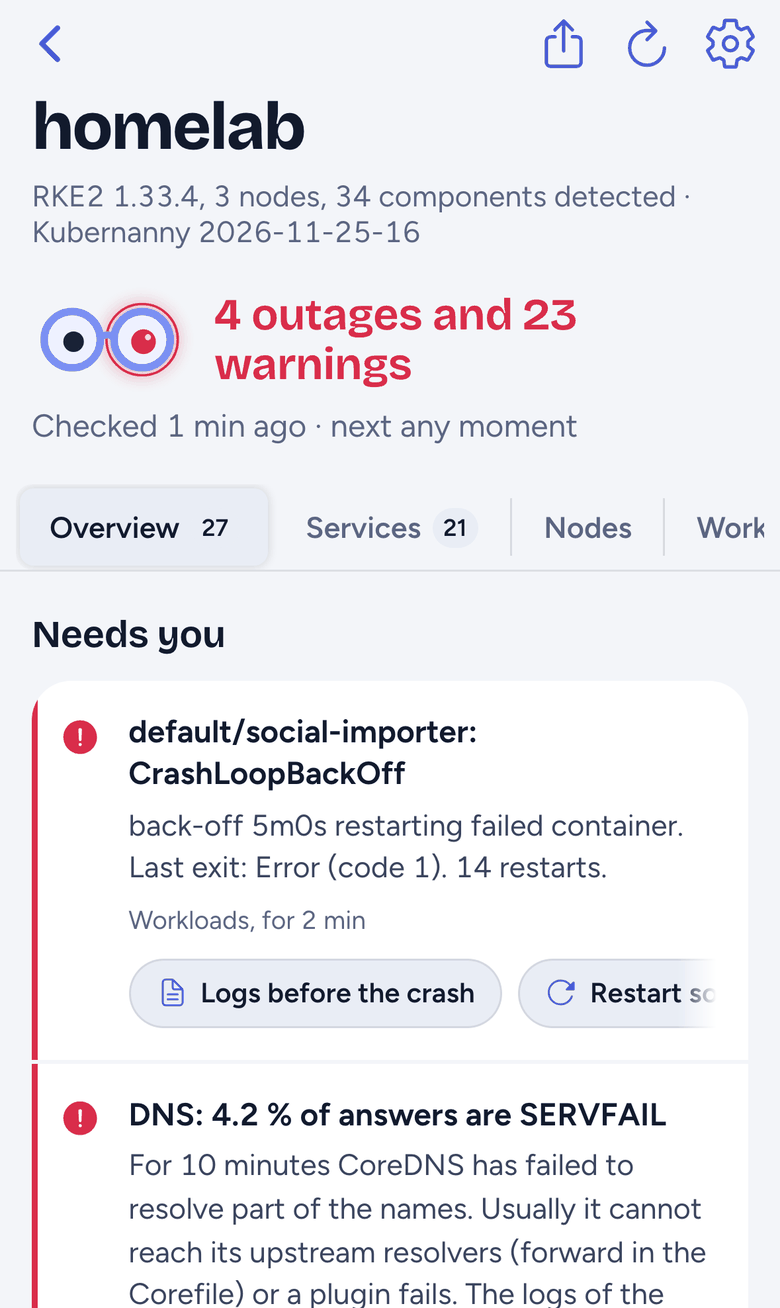 homelab
RKE2 1.33.4, 3 nodes, 34 components detected ·
Kubernanny 2026-11-25-16
4 outages and 23
warnings
Checked 1 min ago · next any moment
Overview 27 Services 21 Nodes Work
Needs you
default/social-importer:
CrashLoopBackOff
back-off 5m0s restarting failed container.
Last exit: Error (code 1). 14 restarts.
Workloads, for 2 min
Logs before the crash Restart so
DNS: 4.2 % of answers are SERVFAIL
For 10 minutes CoreDNS has failed to
resolve part of the names. Usually it cannot
reach its upstream resolvers (forward in the
Corefile) or a plugin fails. The logs of the